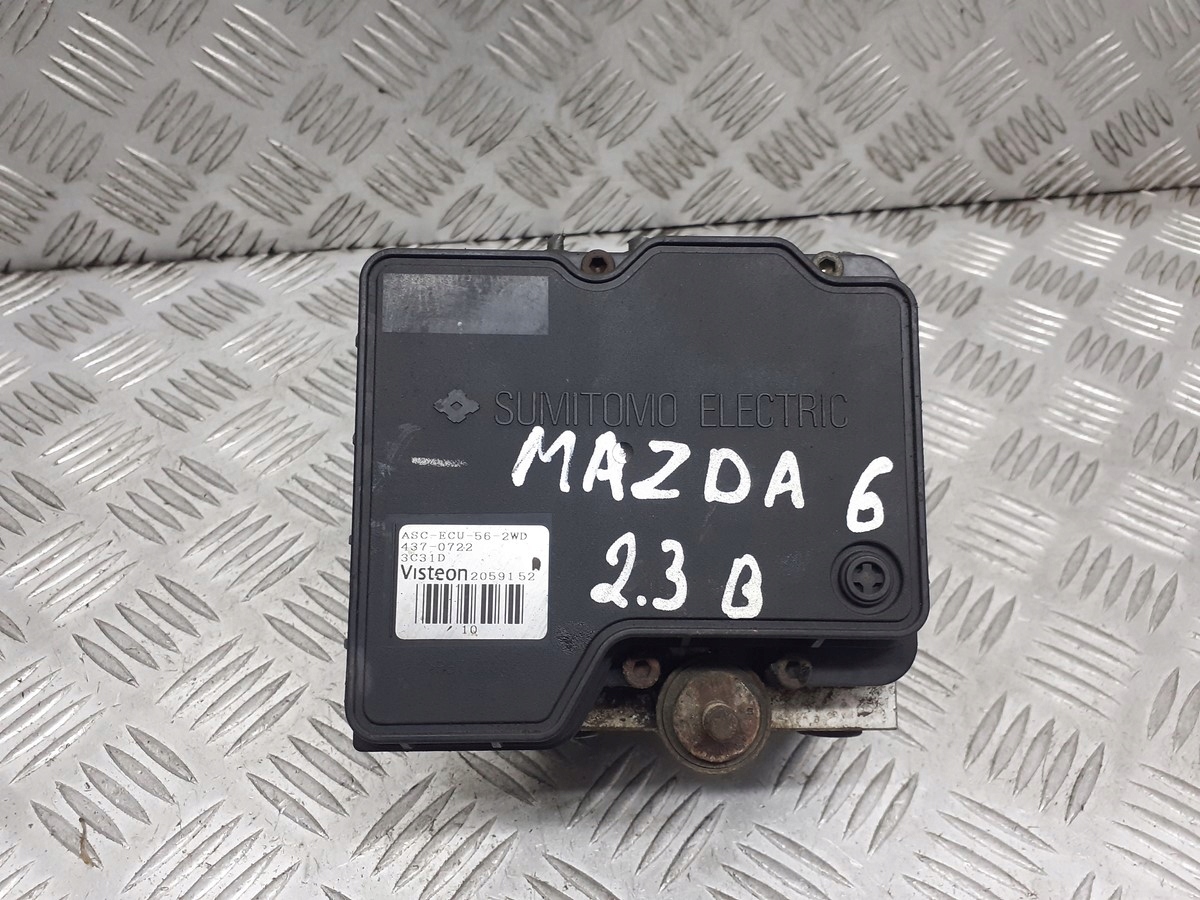 SUMITOMO ELECTRIC
MAZDA 6
2.3 B
ASC-ECU-56-2WD
437-0722
3C31D
Visteon 2059152
10